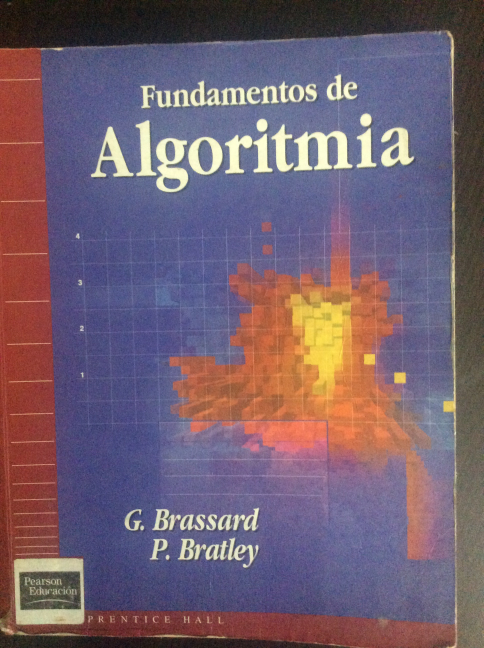 Fundamentos de
Algoritmia
4
3
2
1
G. Brassard
P. Bratley
Pearson
Educación
PRENTICE HALL